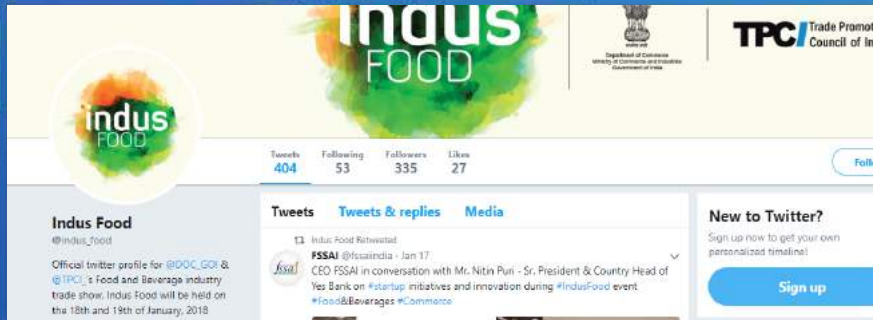 indus
FOOD
Department of Commerce
Ministry of Commerce and Industries
Government of India
TPCI Trade Promot
Council of In
indus
FOOD
Tweets Following Followers Likes
404 53 335 27
Foll
Indus Food
@indus_food
Official twitter profile for @DOC_GOI &
@TPCI_'s Food and Beverage industry
trade show. Indus Food will be held on
the 18th and 19th of January, 2018
Tweets Tweets & replies Media
Indus Food Retweeted
fssai
FSSAI @fssaiindia - Jan 17
CEO FSSAI in conversation with Mr. Nitin Puri - Sr. President & Country Head of
Yes Bank on #startup initiatives and innovation during #IndusFood event
#Food&Beverages #Commerce
New to Twitter?
Sign up now to get your own
personalized timeline!
Sign up